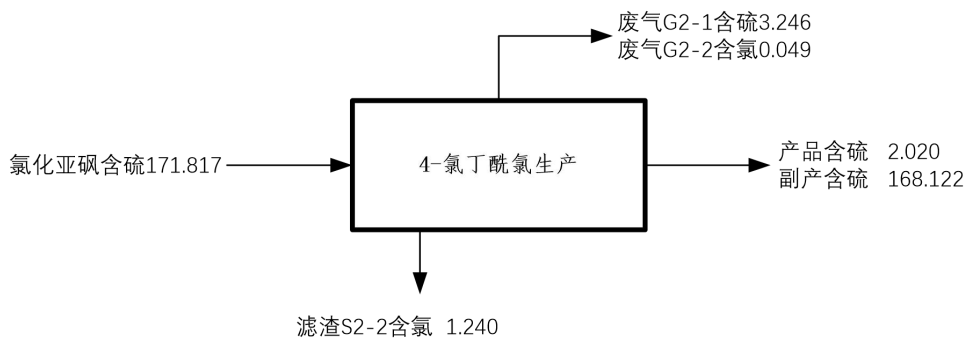 废气G2-1含硫3.246
废气G2-2含氯0.049
氯化亚砜含硫171.817
4-氯丁酰氯生产
产品含硫 2.020
副产含硫 168.122
滤渣S2-2含氯 1.240